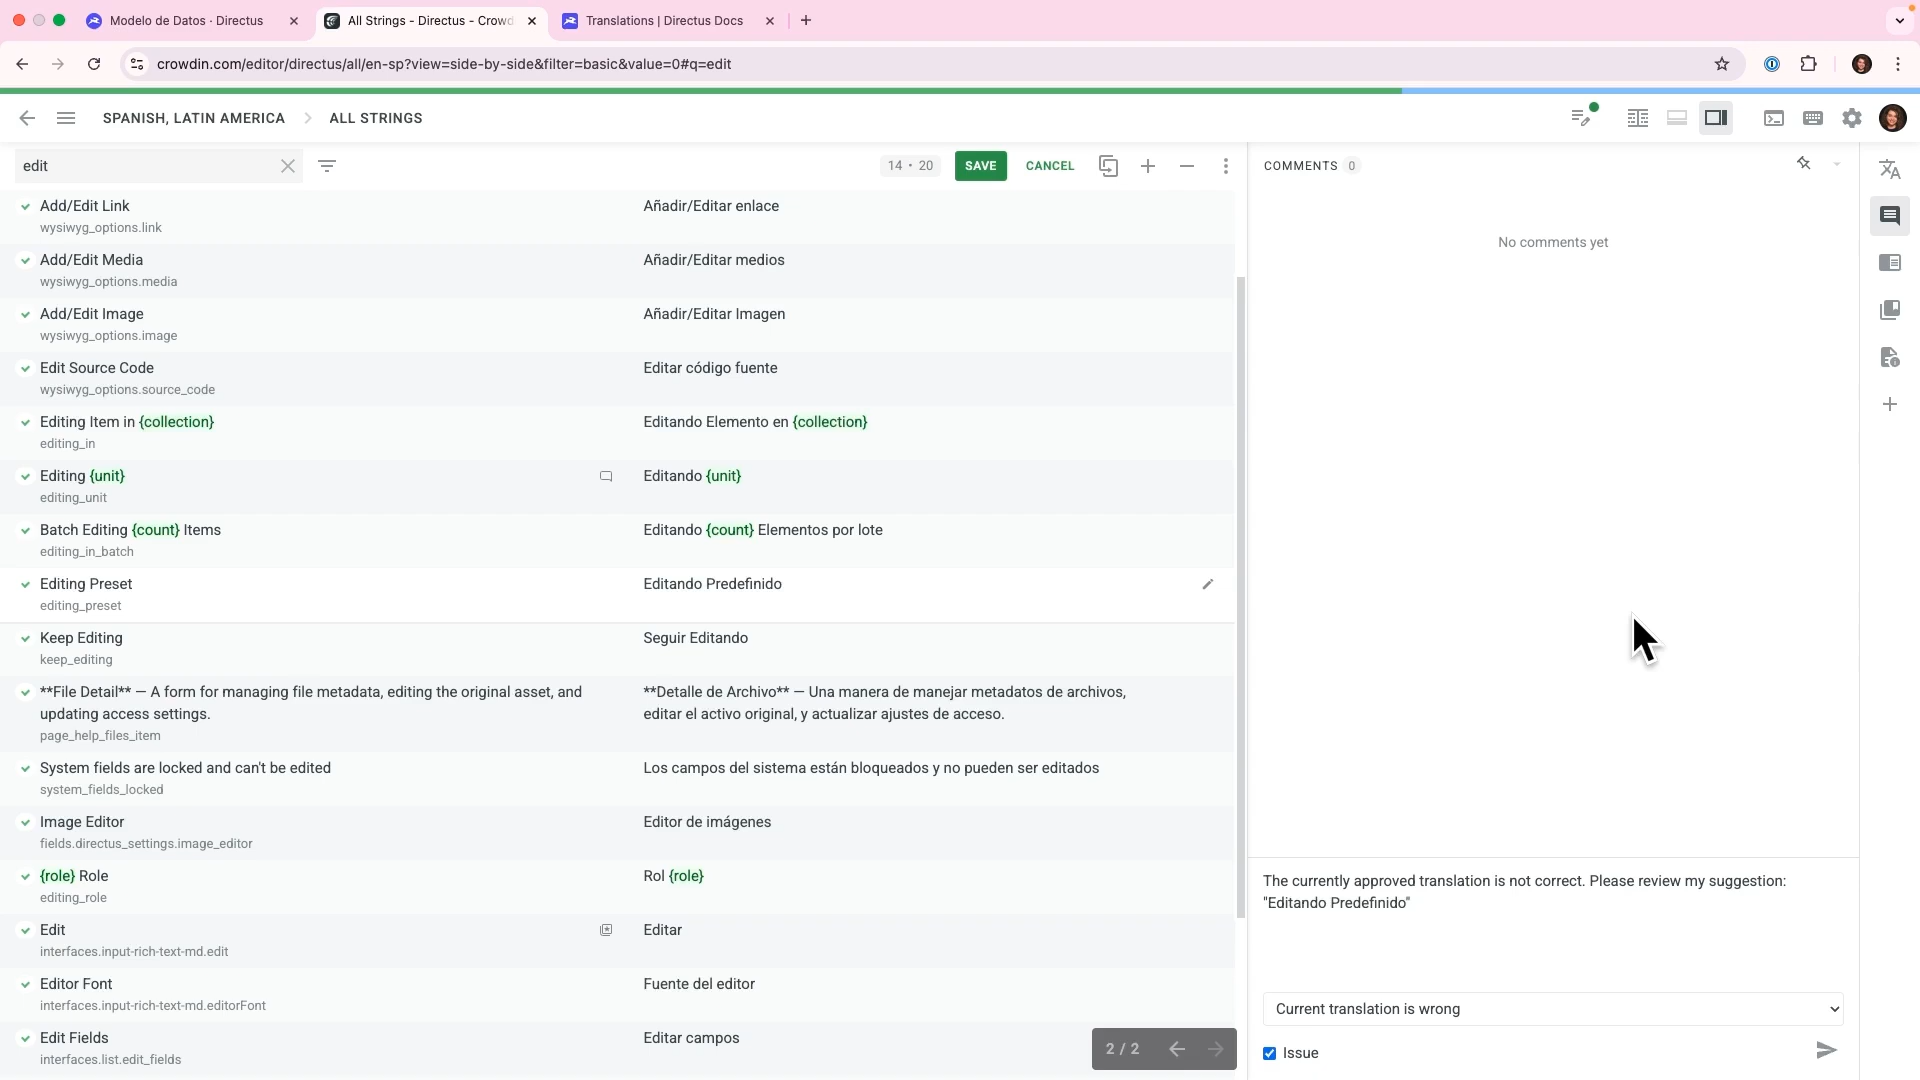 Modelo de Datos · Directus
All Strings - Directus - Crowd
Translations | Directus Docs
crowdin.com/editor/directus/all/en-sp?view=side-by-side&filter=basic&value=0#q=edit
SPANISH, LATIN AMERICA > ALL STRINGS
edit
14 • 20
SAVE
CANCEL
COMMENTS 0
No comments yet
Add/Edit Link
wysiwyg_options.link
Añadir/Editar enlace
Add/Edit Media
wysiwyg_options.media
Añadir/Editar medios
Add/Edit Image
wysiwyg_options.image
Añadir/Editar Imagen
Edit Source Code
wysiwyg_options.source_code
Editar código fuente
Editing Item in {collection}
editing_in
Editando Elemento en {collection}
Editing {unit}
editing_unit
Editando {unit}
Batch Editing {count} Items
editing_in_batch
Editando {count} Elementos por lote
Editing Preset
editing_preset
Editando Predefinido
Keep Editing
keep_editing
Seguir Editando
**File Detail** — A form for managing file metadata, editing the original asset, and
updating access settings.
page_help_files_item
**Detalle de Archivo** — Una manera de manejar metadatos de archivos,
editar el activo original, y actualizar ajustes de acceso.
System fields are locked and can't be edited
system_fields_locked
Los campos del sistema están bloqueados y no pueden ser editados
Image Editor
fields.directus_settings.image_editor
Editor de imágenes
{role} Role
editing_role
Rol {role}
Edit
interfaces.input-rich-text-md.edit
Editar
Editor Font
interfaces.input-rich-text-md.editorFont
Fuente del editor
Edit Fields
interfaces.list.edit_fields
Editar campos
2 / 2
The currently approved translation is not correct. Please review my suggestion:
"Editando Predefinido"
Current translation is wrong
Issue